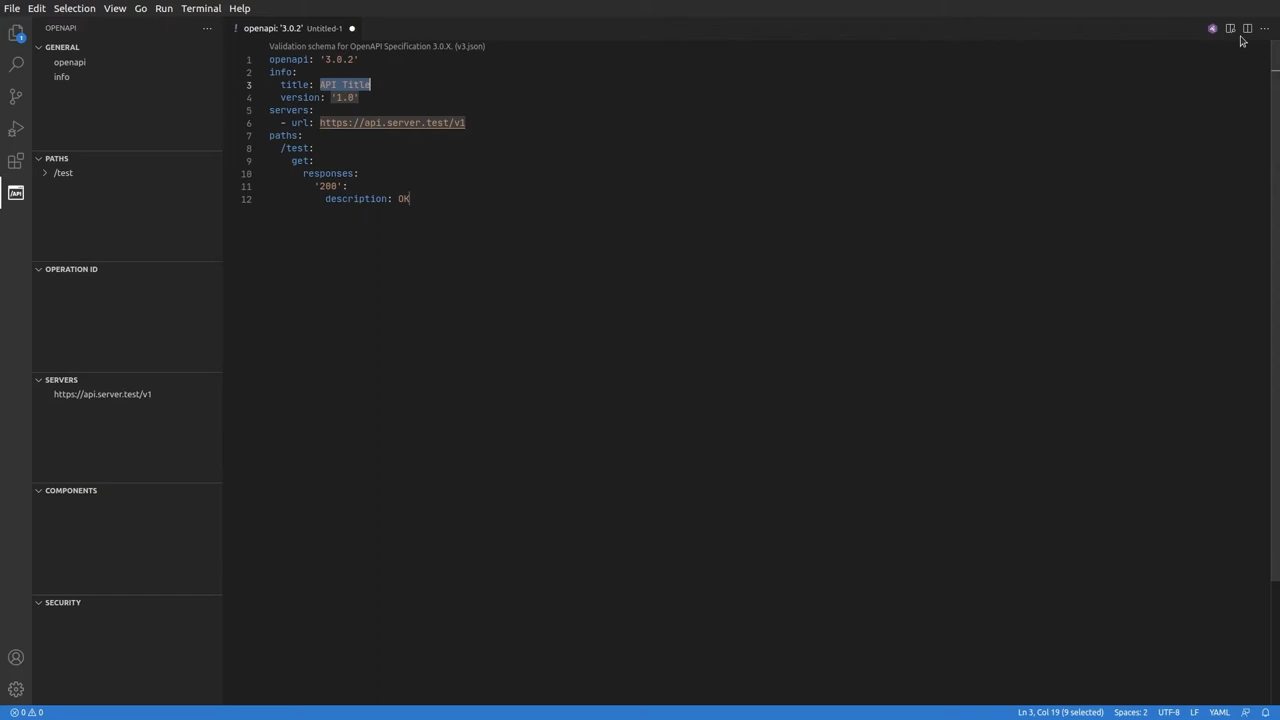 File Edit Selection View Go Run Terminal Help
OPENAPI
! openapi: '3.0.2' Untitled-1
1
GENERAL
openapi
info
PATHS
/test
/API
OPERATION ID
SERVERS
https://api.server.test/v1
COMPONENTS
SECURITY
Validation schema for OpenAPI Specification 3.0.X. (v3.json)
1 openapi: '3.0.2'
2 info:
3 title: API Title
4 version: '1.0'
5 servers:
6 - url: https://api.server.test/v1
7 paths:
8 /test:
9 get:
10 responses:
11 '200':
12 description: OK
0 0
Ln 3, Col 19 (9 selected) Spaces: 2 UTF-8 LF YAML